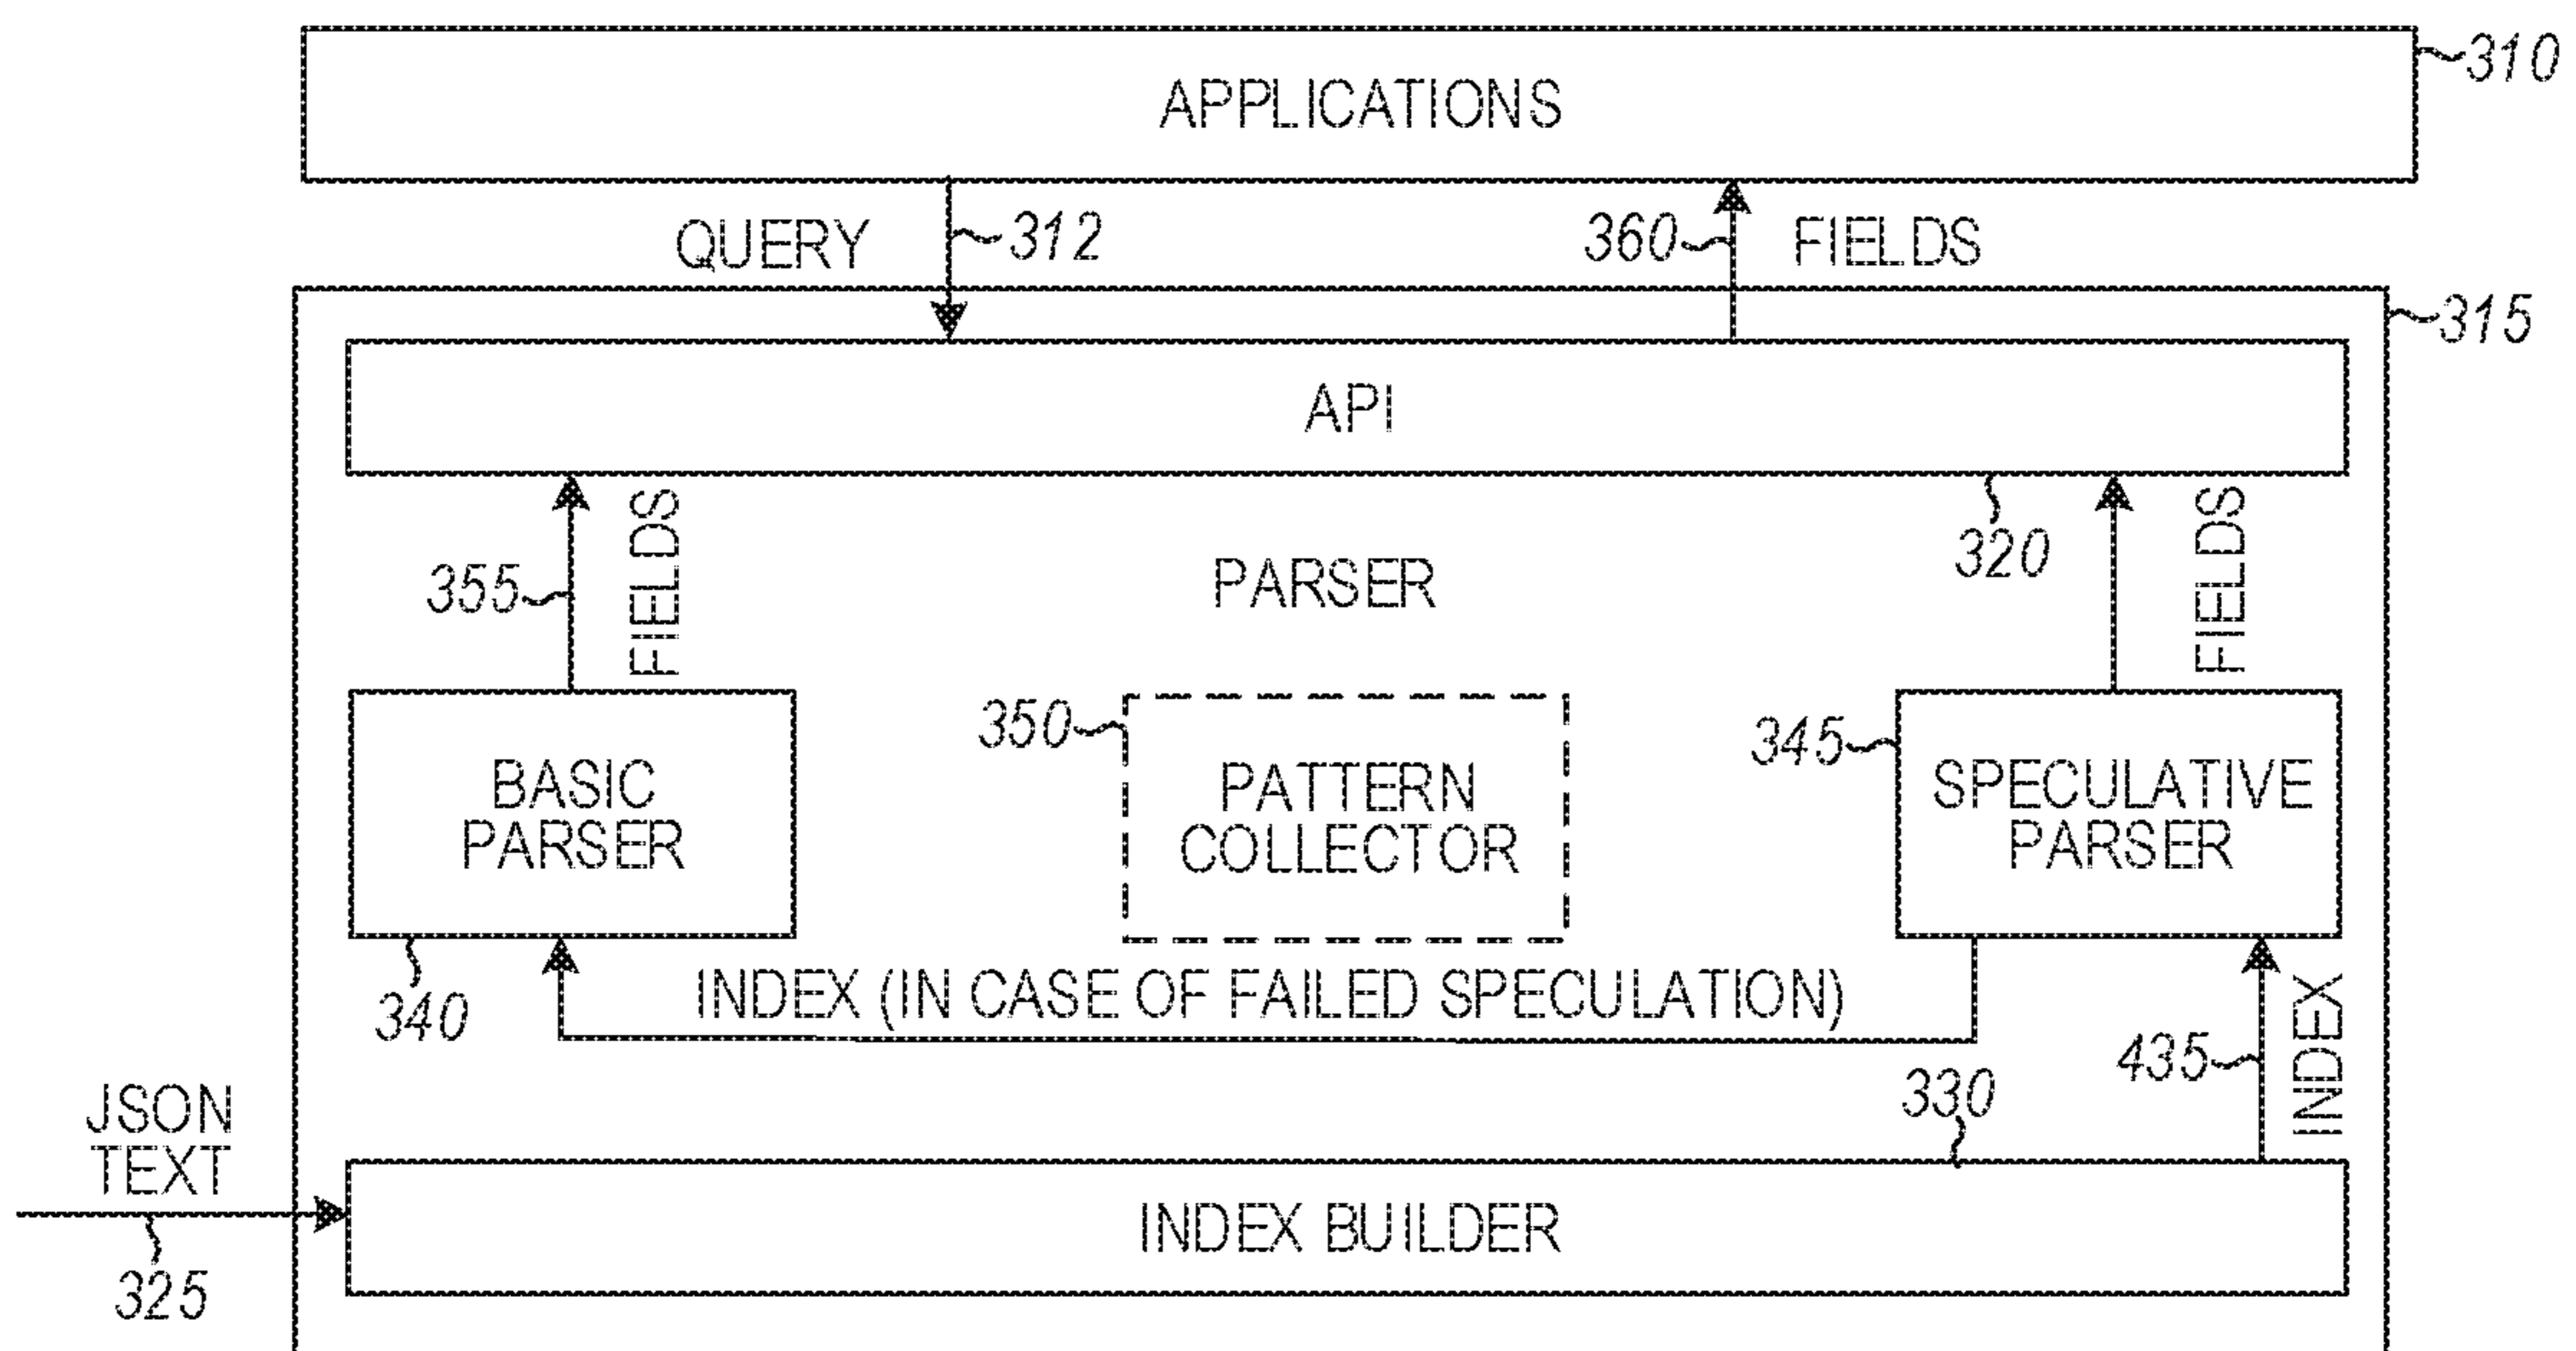 APPLICATIONS
310
QUERY
312
360
FIELDS
315
API
320
355
FIELDS
PARSER
FIELDS
350
345
BASIC
PARSER
PATTERN
COLLECTOR
SPECULATIVE
PARSER
340
INDEX (IN CASE OF FAILED SPECULATION)
435
INDEX
330
JSON
TEXT
325
INDEX BUILDER